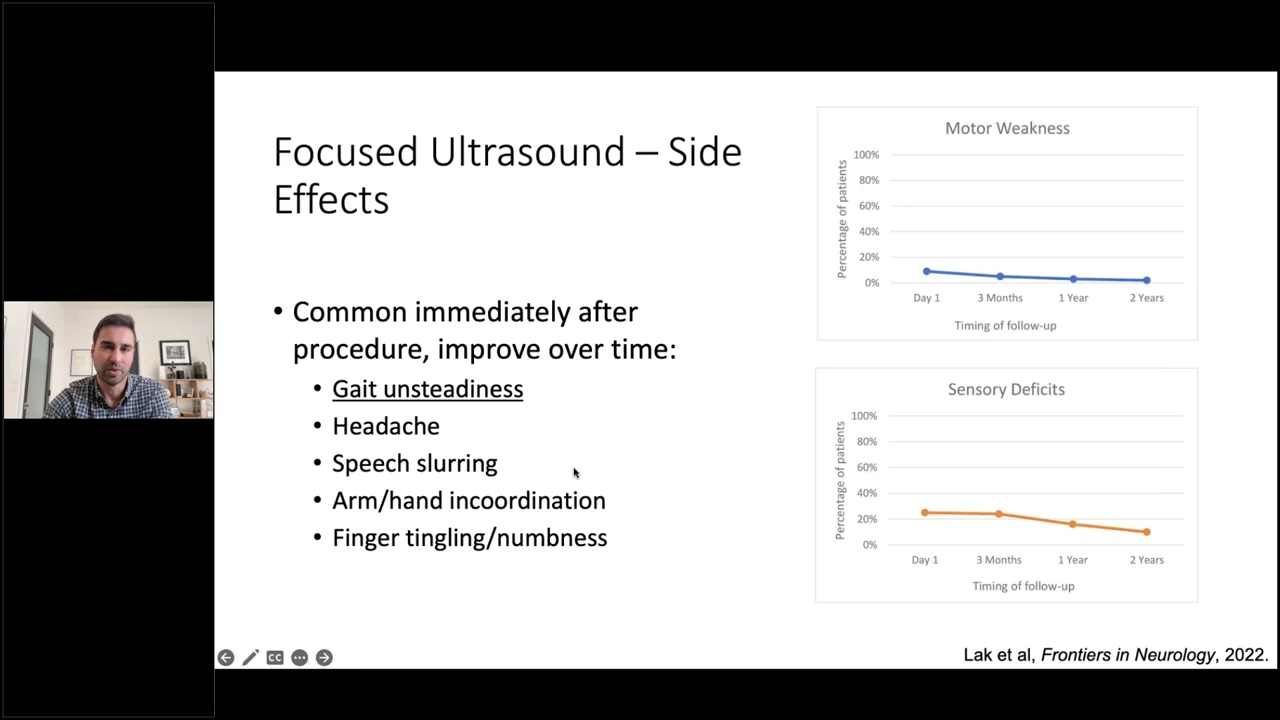 Focused Ultrasound – Side
Effects
• Common immediately after
procedure, improve over time:
• Gait unsteadiness
• Headache
• Speech slurring
• Arm/hand incoordination
• Finger tingling/numbness
Motor Weakness
Percentage of patients
100%
80%
60%
40%
20%
0%
Day 1 3 Months 1 Year 2 Years
Timing of follow-up
Sensory Deficits
Percentage of patients
100%
80%
60%
40%
20%
0%
Day 1 3 Months 1 Year 2 Years
Timing of follow-up
CC
Lak et al, Frontiers in Neurology, 2022.